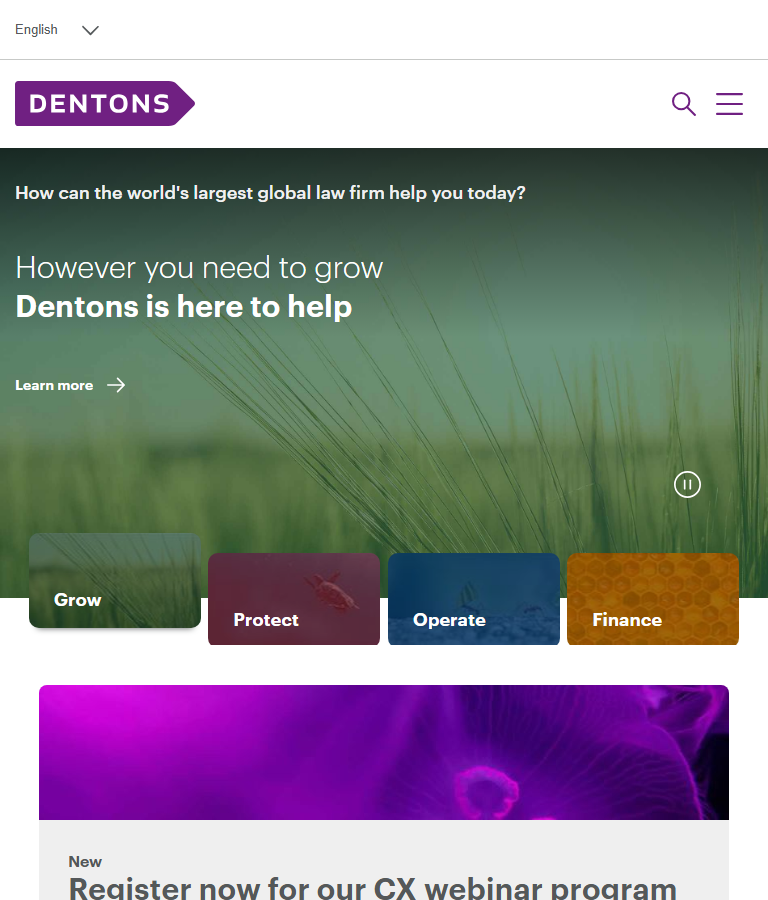 English
DENTONS
How can the world's largest global law firm help you today?
However you need to grow
Dentons is here to help
Learn more
Grow
Protect
Operate
Finance
New
Register now for our CX webinar program